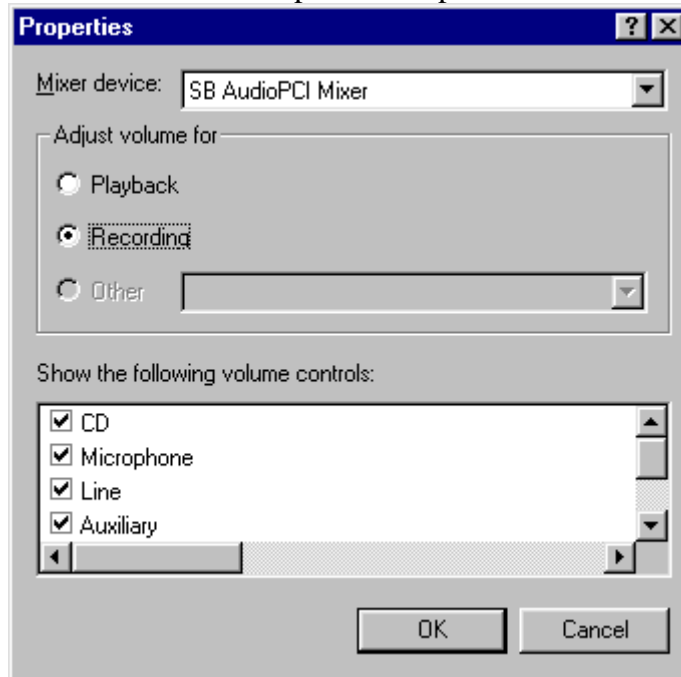 Properties
Mixer device: SB AudioPCI Mixer
Adjust volume for
Playback
Recording
Other
Show the following volume controls:
CD
Microphone
Line
Auxiliary
OK Cancel